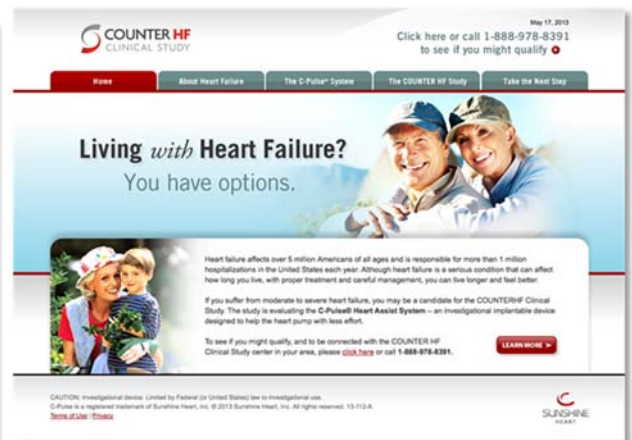 May 17, 2013
COUNTER HF
CLINICAL STUDY
Click here or call 1-888-978-8391
to see if you might qualify
Home
About Heart Failure
The C-Pulse® System
The COUNTER HF Study
Take the Next Step
Living with Heart Failure?
You have options.
Heart failure affects over 5 million Americans of all ages and is responsible for more than 1 million
hospitalizations in the United States each year. Although heart failure is a serious condition that can affect
how long you live, with proper treatment and careful management, you can live longer and feel better.
If you suffer from moderate to severe heart failure, you may be a candidate for the COUNTERHF Clinical
Study. The study is evaluating the C-Pulse® Heart Assist System – an investigational implantable device
designed to help the heart pump with less effort.
To see if you might qualify, and to be connected with the COUNTER HF
Clinical Study center in your area, please click here or call 1-888-978-8391.
LEARN MORE
CAUTION: Investigational device. Limited by Federal (or United States) law to investigational use.
C-Pulse is a registered trademark of Sunshine Heart, Inc. © 2013 Sunshine Heart, Inc. All rights reserved. 13-112-A
Terms of Use | Privacy
SUNSHINE
HEART